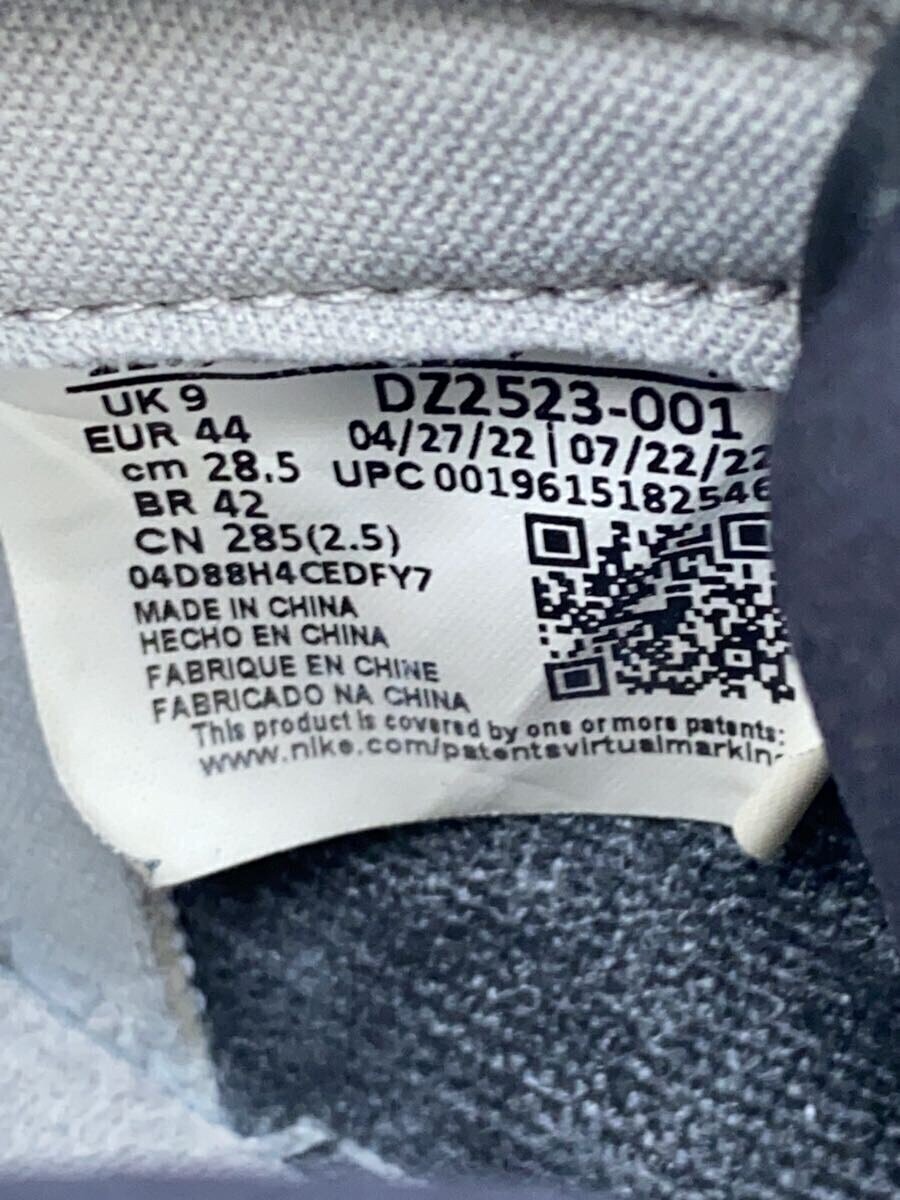 UK 9
EUR 44
cm 28.5
BR 42
CN 285(2.5)
DZ2523-001
04/27/22 | 07/22/22
UPC 0019615182546
04D88H4CEDFY7
MADE IN CHINA
HECHO EN CHINA
FABRIQUE EN CHINE
FABRICADO NA CHINA
This product is covered by one or more patents:
www.nike.com/patentsvirtualmarkin